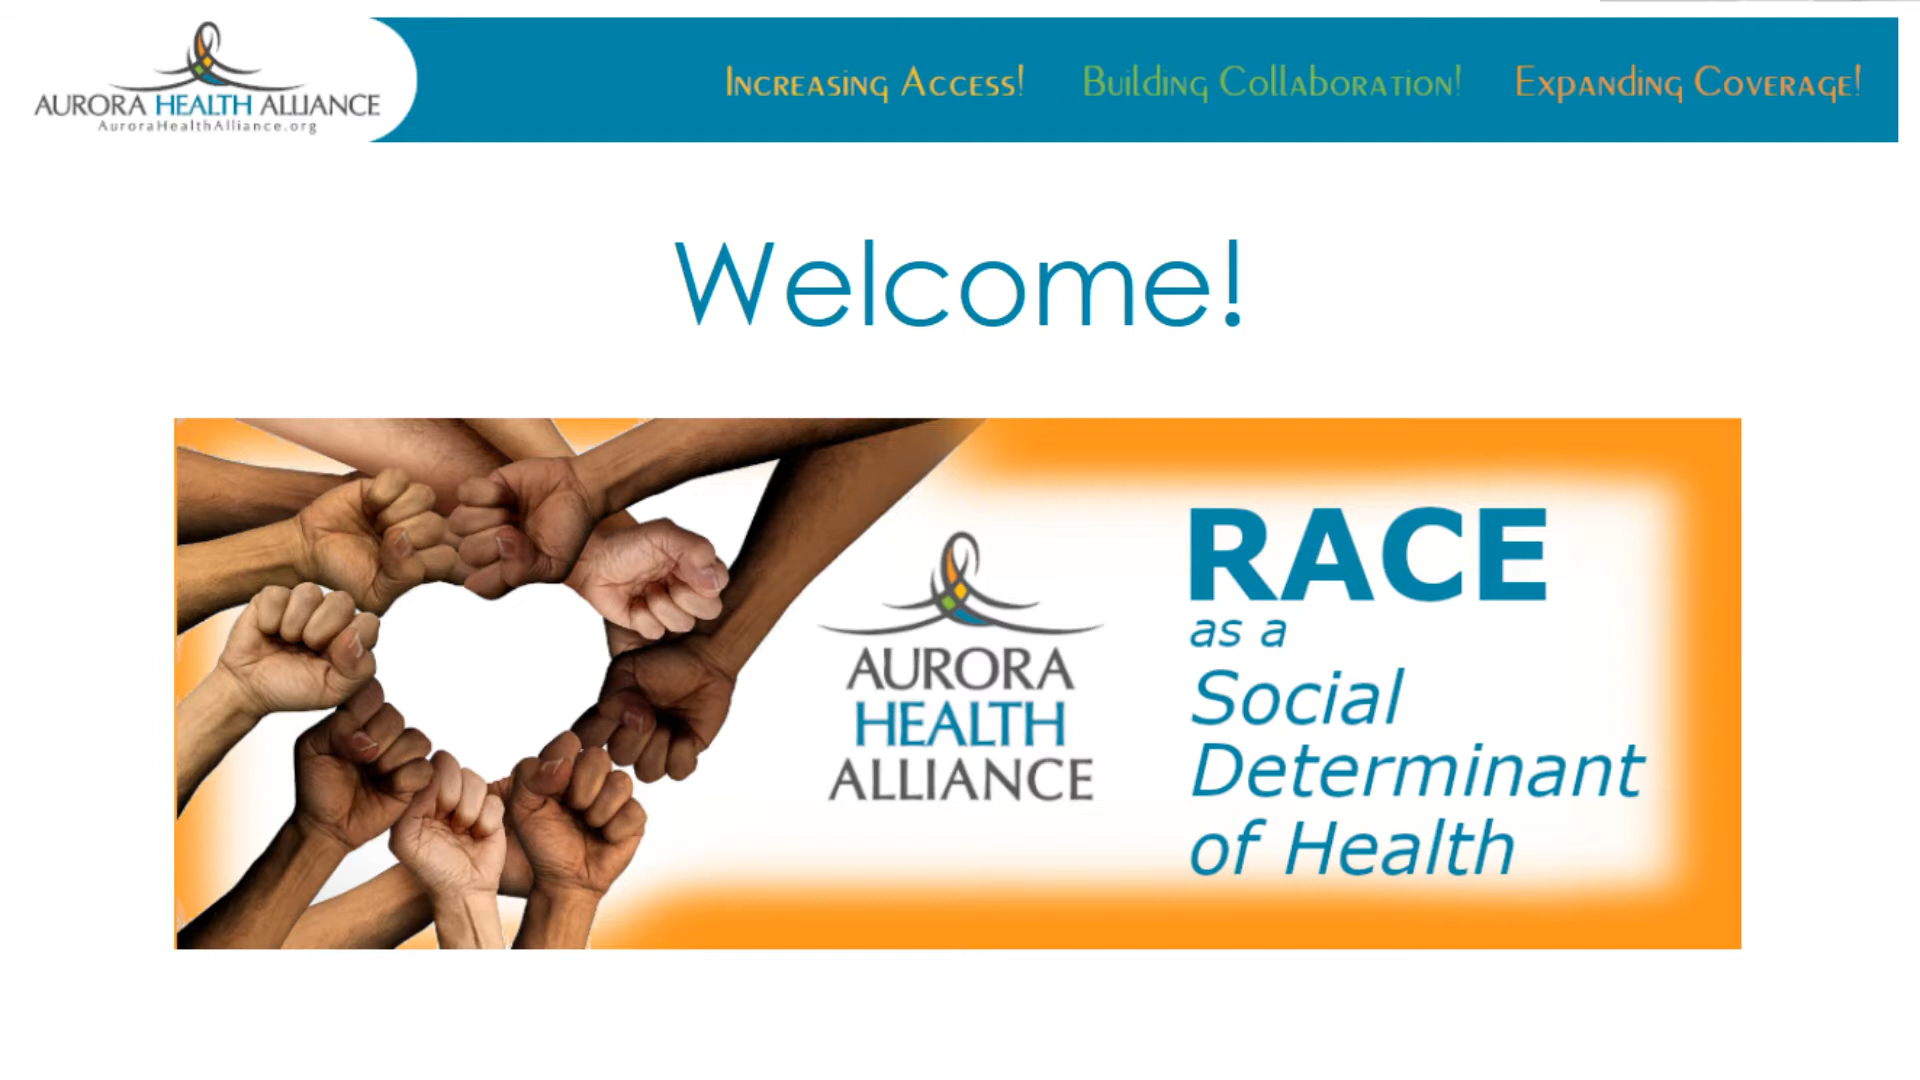 AURORA HEALTH ALLIANCE
AuroraHealthAlliance.org
Increasing Access!
Building Collaboration!
Expanding Coverage!
Welcome!
AURORA
HEALTH
ALLIANCE
RACE
as a
Social
Determinant
of Health